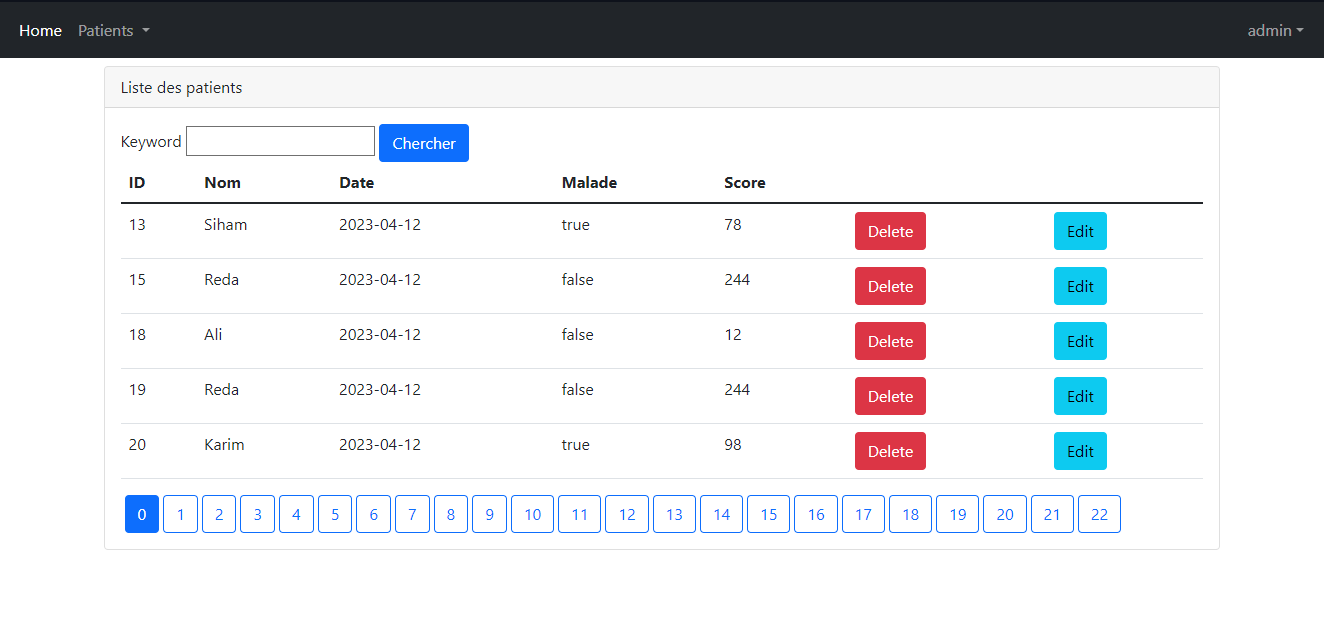 Home Patients admin
Liste des patients
Keyword Chercher
ID Nom Date Malade Score
13 Siham 2023-04-12 true 78 Delete Edit
15 Reda 2023-04-12 false 244 Delete Edit
18 Ali 2023-04-12 false 12 Delete Edit
19 Reda 2023-04-12 false 244 Delete Edit
20 Karim 2023-04-12 true 98 Delete Edit
0 1 2 3 4 5 6 7 8 9 10 11 12 13 14 15 16 17 18 19 20 21 22